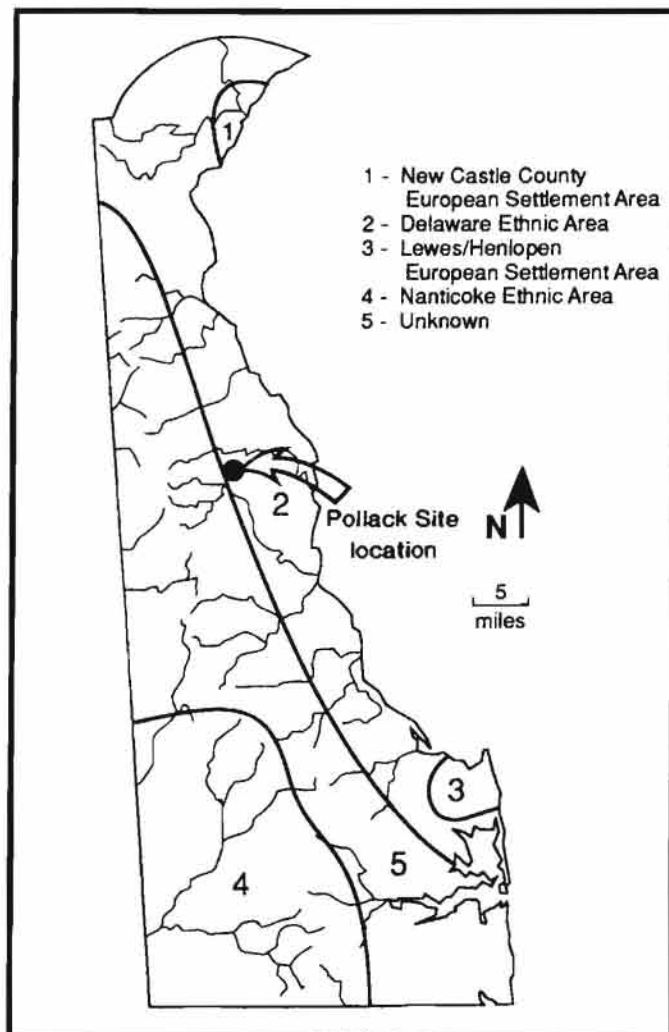 1
1 - New Castle County
European Settlement Area
2 - Delaware Ethnic Area
3 - Lewes/Henlopen
European Settlement Area
4 - Nanticoke Ethnic Area
5 - Unknown
2
Pollack Site
location
N
5
miles
3
4
5